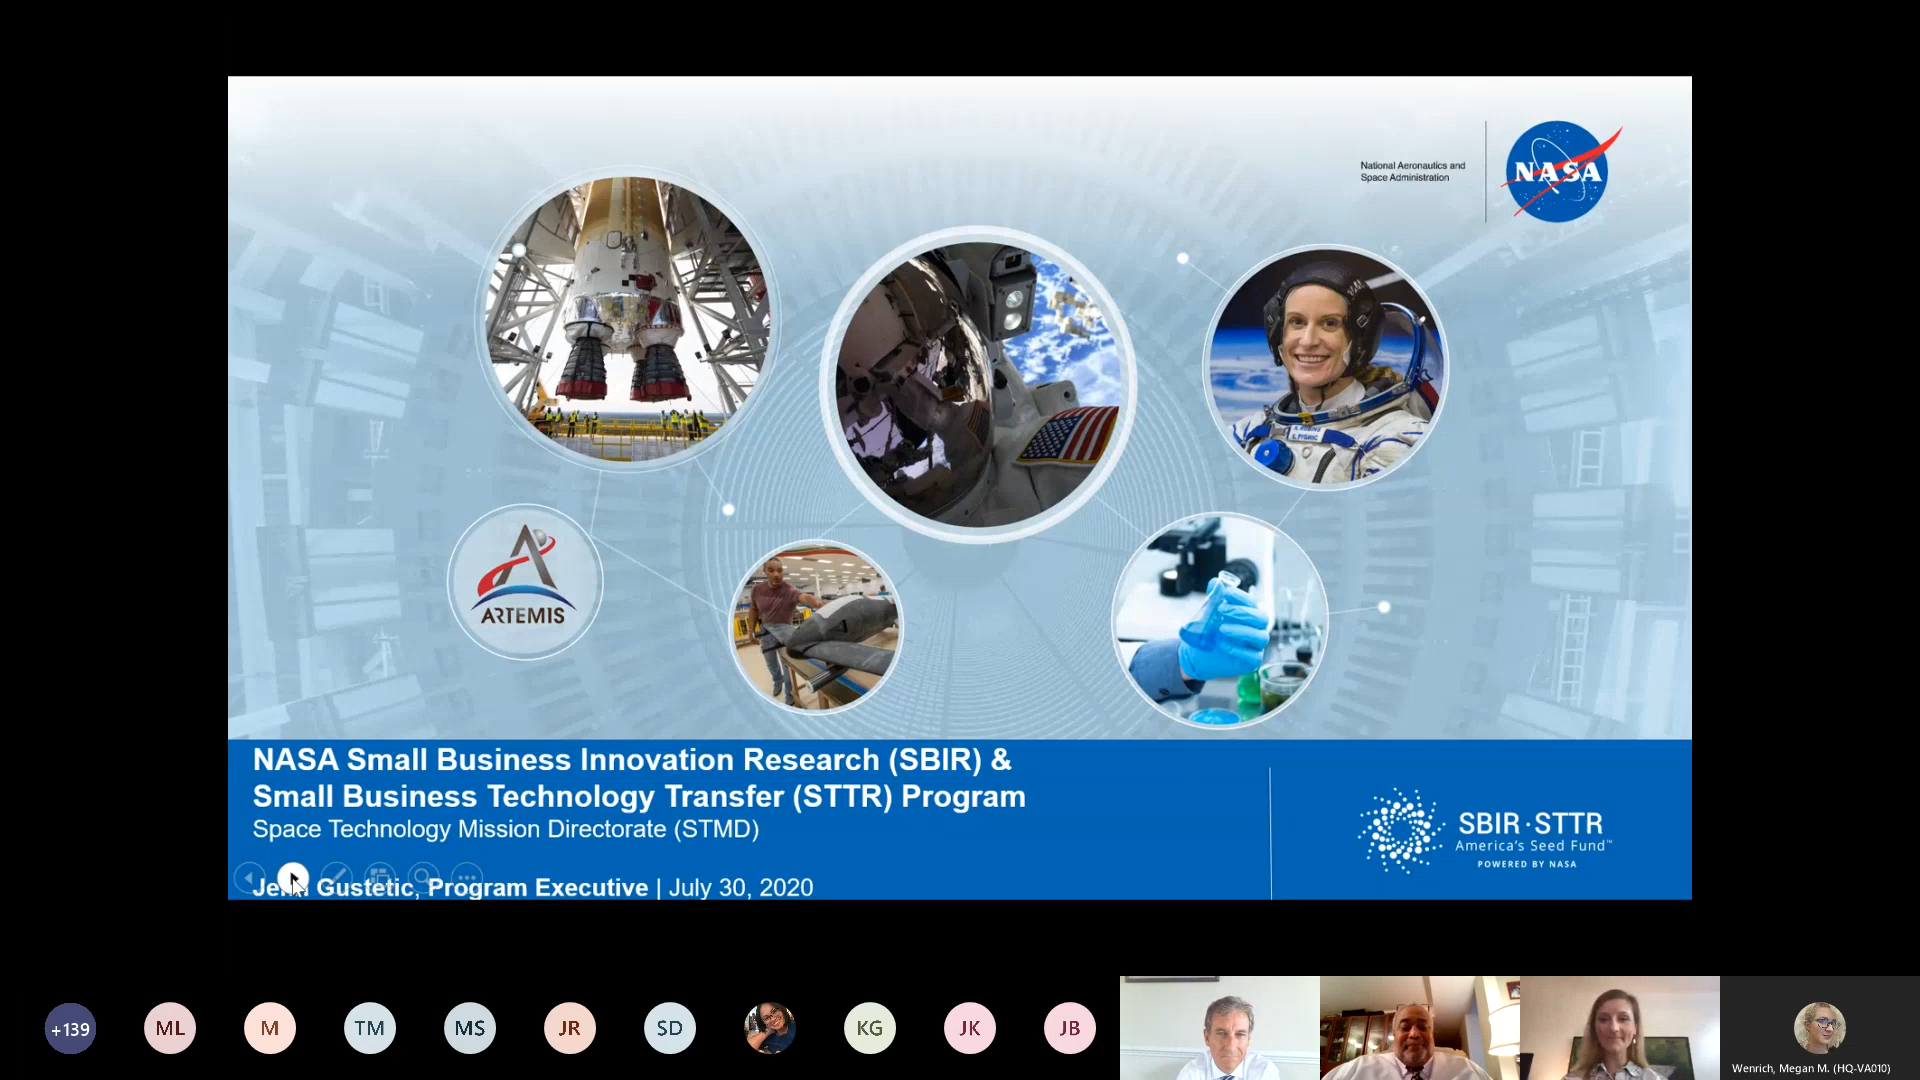 National Aeronautics and
Space Administration
NASA
ARTEMIS
NASA Small Business Innovation Research (SBIR) &
Small Business Technology Transfer (STTR) Program
Space Technology Mission Directorate (STMD)
Gustetic, Program Executive | July 30, 2020
SBIR·STTR
America's Seed Fund™
POWERED BY NASA
+139
ML
M
TM
MS
JR
SD
KG
JK
JB
Wenrich, Megan M. (HQ-VA010)